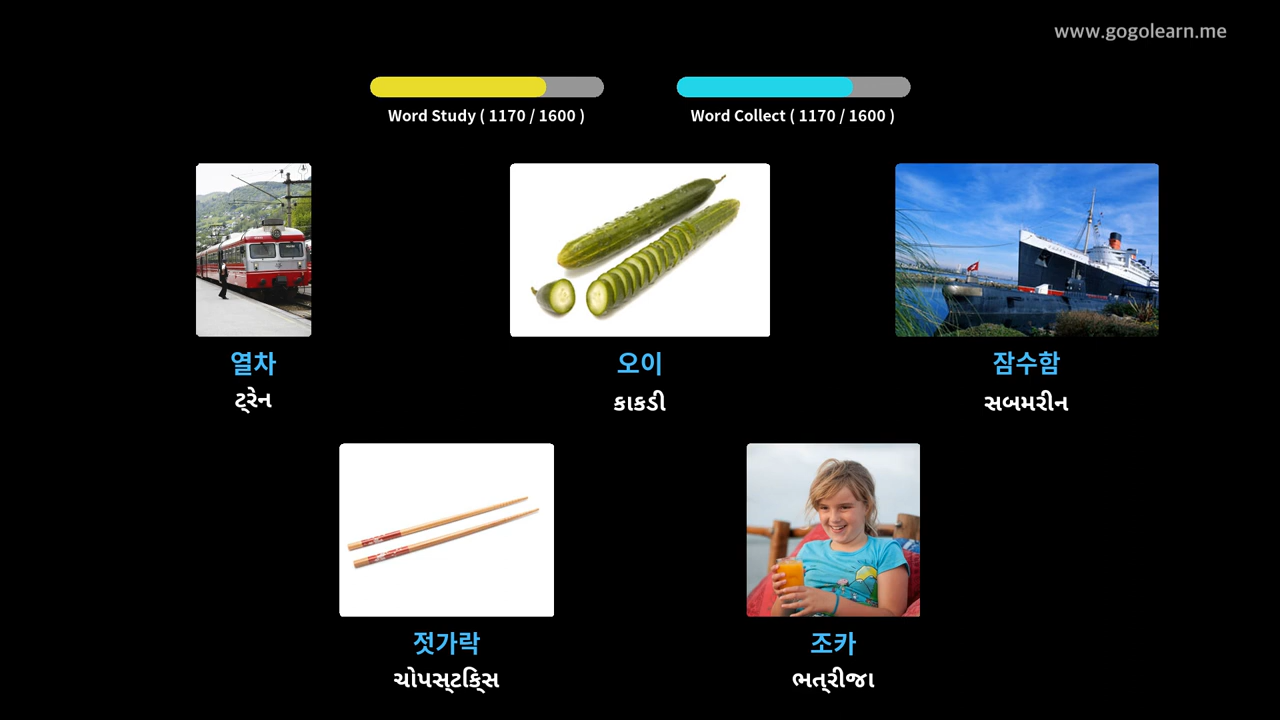 www.gogolearn.me
Word Study ( 1170 / 1600 )
Word Collect ( 1170 / 1600 )
열차
ટ્રેન
오이
કાકડી
잠수함
સબમરીન
젓가락
ચોપસ્ટિક્સ
조카
ભત્રીજા